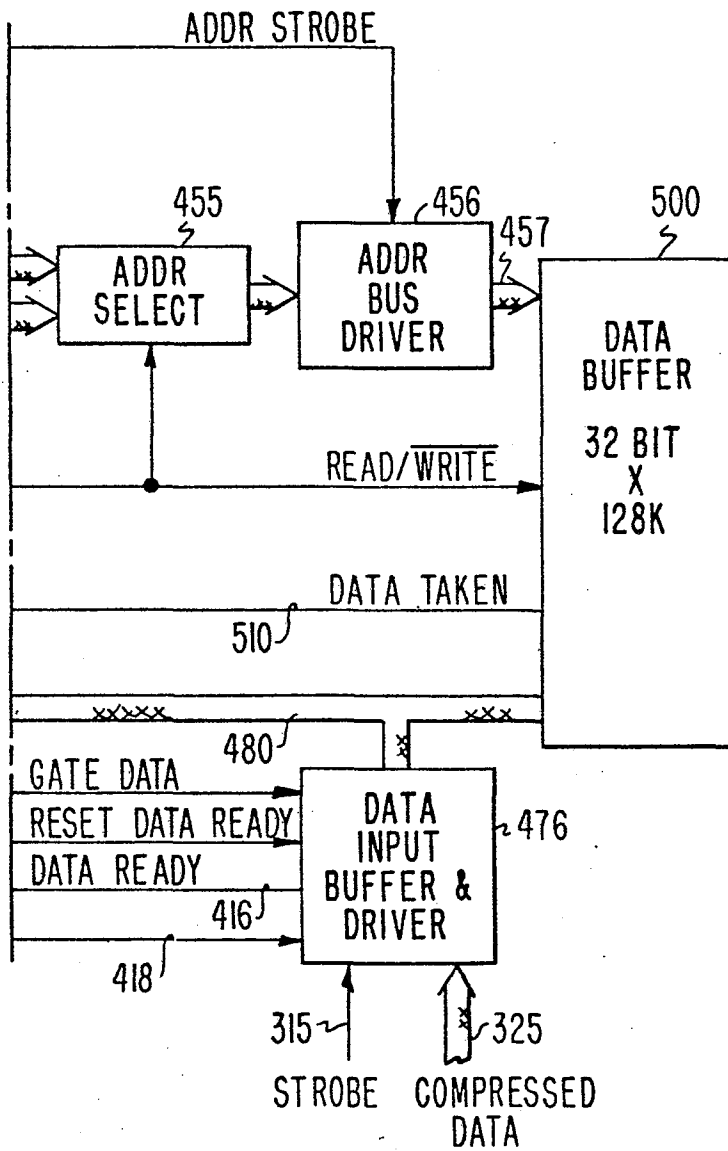 ADDR STROBE
455
456
457
500
ADDR
SELECT
ADDR
BUS
DRIVER
DATA
BUFFER
32 BIT
X
128K
READ/WRITE
DATA TAKEN
510
480
GATE DATA
RESET DATA READY
DATA READY
416
418
DATA
INPUT
BUFFER &
DRIVER
476
315
325
STROBE
COMPRESSED
DATA